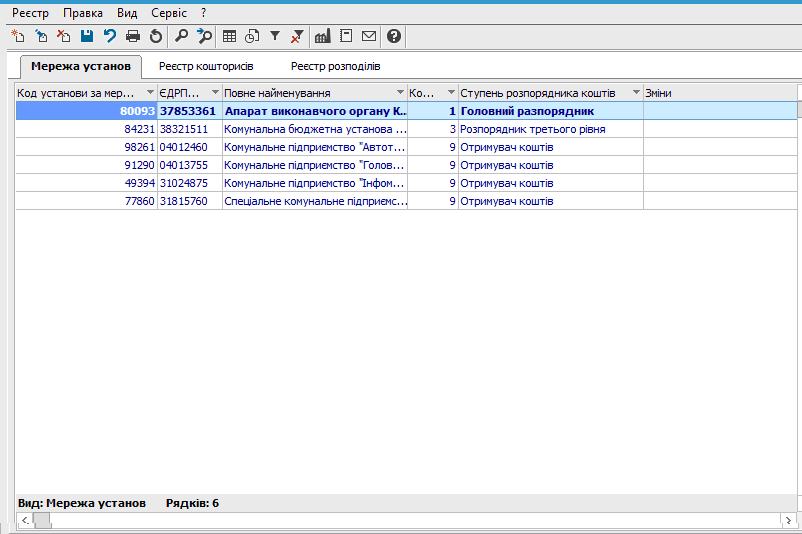 Реєстр Правка Вид Сервіс ?
Мережа установ Реєстр кошторисів Реєстр розподілів
Код установи за мер... ЄДРП... Повне найменування Ко... Ступень розпорядника коштів Зміни
80093 37853361 Апарат виконавчого органу К... 1 Головний разпорядник
84231 38321511 Комунальна бюджетна установа ... 3 Розпорядник третього рівня
98261 04012460 Комунальне підприємство "Автот... 9 Отримувач коштів
91290 04013755 Комунальне підприємство "Голов... 9 Отримувач коштів
49394 31024875 Комунальне підприємство "Інфом... 9 Отримувач коштів
77860 31815760 Спеціальне комунальне підприємс... 9 Отримувач коштів
Вид: Мережа установ Рядків: 6